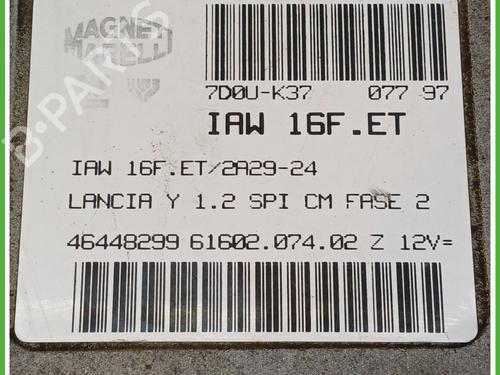 MAGNETI
MARELLI
7D0U-K37 077 97
IAW 16F.ET
IAW 16F.ET/2A29-24
LANCIA Y 1.2 SPI CM FASE 2
46448299 61602.074.02 Z 12V=
B-PARTS